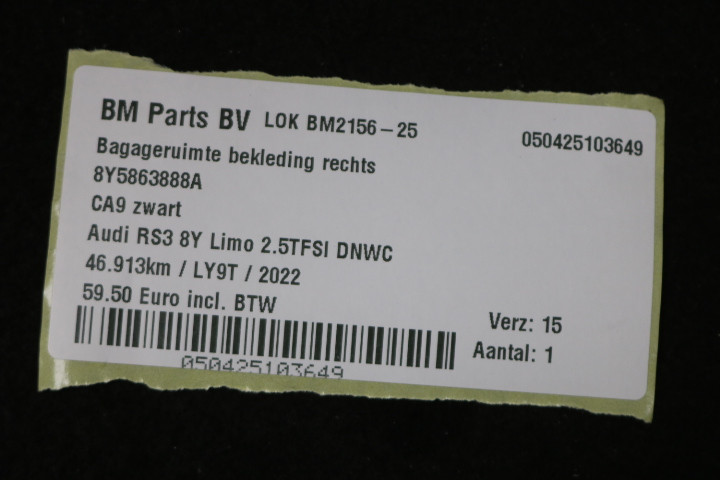 BM Parts BV LOK BM2156-25 050425103649
Bagageruimte bekleding rechts
8Y5863888A
CA9 zwart
Audi RS3 8Y Limo 2.5TFSI DNWC
46.913km / LY9T / 2022
59.50 Euro incl. BTW
Verz: 15
Aantal: 1
050425103649